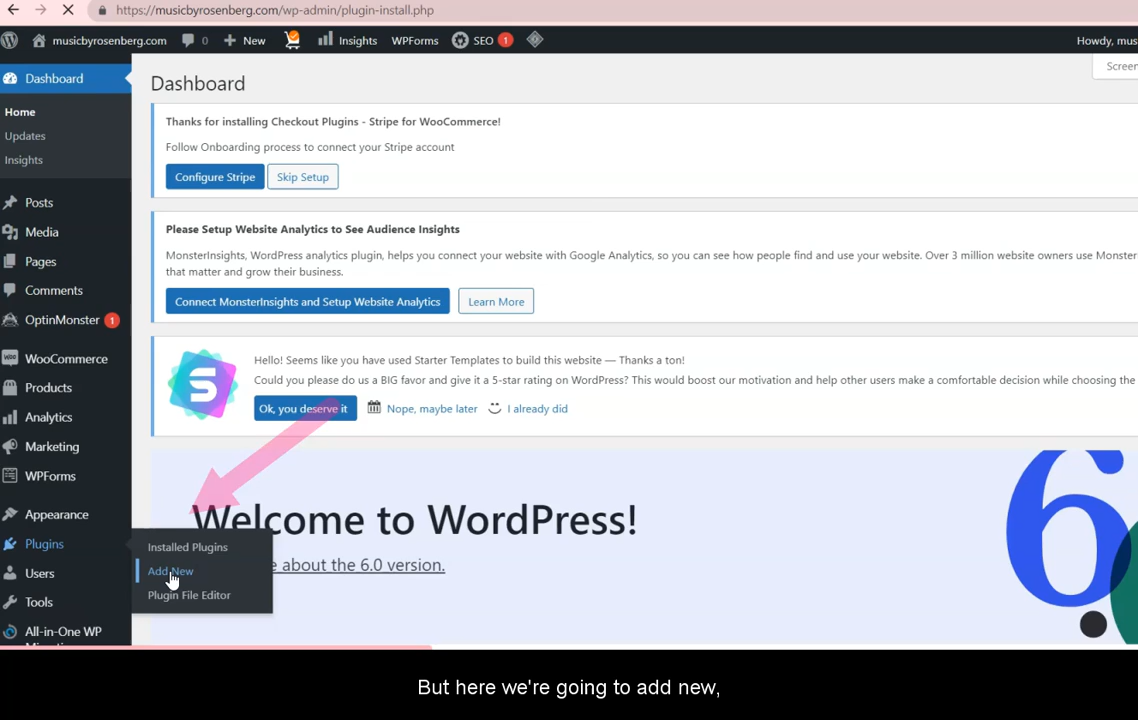 https://musicbyrosenberg.com/wp-admin/plugin-install.php
musicbyrosenberg.com 0 New Insights WPForms SEO 1 Howdy, mus
Dashboard
Home
Updates
Insights
Posts
Media
Pages
Comments
OptinMonster 1
WooCommerce
Products
Analytics
Marketing
WPForms
Appearance
Plugins
Users
Tools
All-in-One WP
Installed Plugins
Add New
Plugin File Editor
Screen
Dashboard
Thanks for installing Checkout Plugins - Stripe for WooCommerce!
Follow Onboarding process to connect your Stripe account
Configure Stripe Skip Setup
Please Setup Website Analytics to See Audience Insights
MonsterInsights, WordPress analytics plugin, helps you connect your website with Google Analytics, so you can see how people find and use your website. Over 3 million website owners use Monster
that matter and grow their business.
Connect MonsterInsights and Setup Website Analytics Learn More
Hello! Seems like you have used Starter Templates to build this website — Thanks a ton!
Could you please do us a BIG favor and give it a 5-star rating on WordPress? This would boost our motivation and help other users make a comfortable decision while choosing the
Ok, you deserve it Nope, maybe later I already did
Welcome to WordPress!
about the 6.0 version.
6
But here we're going to add new,